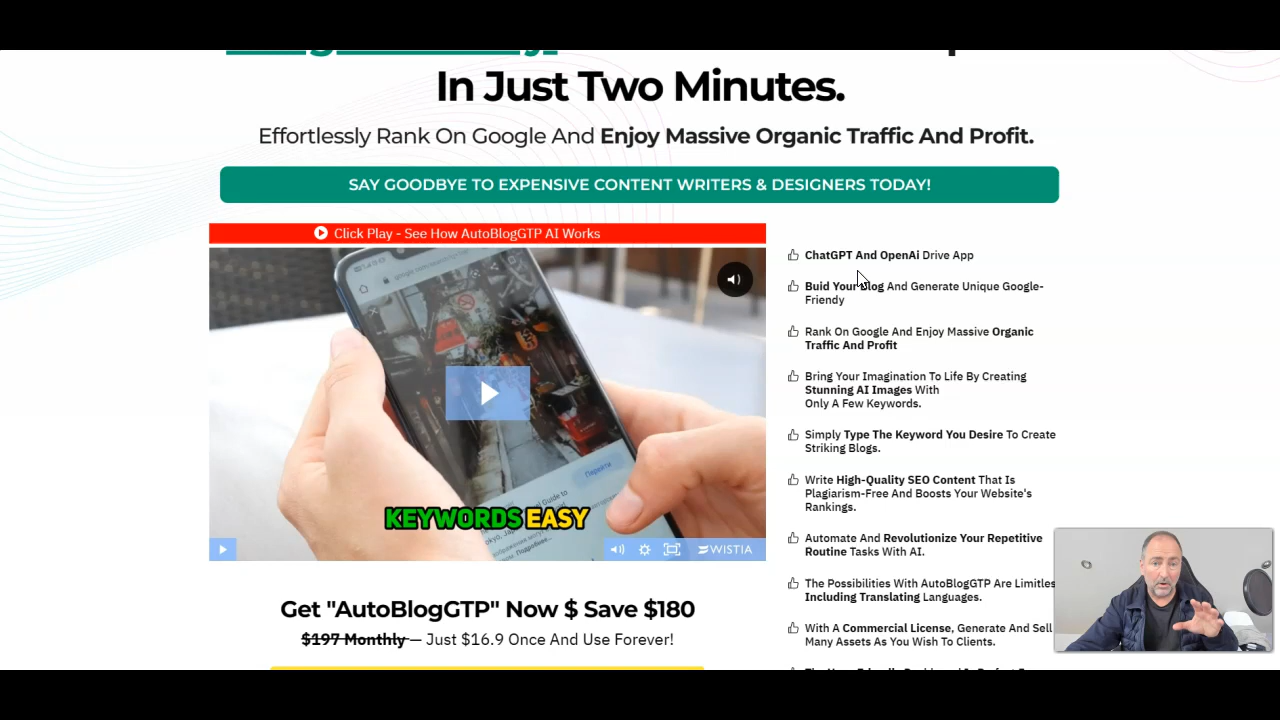 In Just Two Minutes.
Effortlessly Rank On Google And Enjoy Massive Organic Traffic And Profit.
SAY GOODBYE TO EXPENSIVE CONTENT WRITERS & DESIGNERS TODAY!
Click Play - See How AutoBlogGTP AI Works
KEYWORDS EASY
WISTIA
Get "AutoBlogGTP" Now $ Save $180
$197 Monthly — Just $16.9 Once And Use Forever!
ChatGPT And OpenAi Drive App
Buid Your Blog And Generate Unique Google-
Friendy
Rank On Google And Enjoy Massive Organic
Traffic And Profit
Bring Your Imagination To Life By Creating
Stunning AI Images With
Only A Few Keywords.
Simply Type The Keyword You Desire To Create
Striking Blogs.
Write High-Quality SEO Content That Is
Plagiarism-Free And Boosts Your Website's
Rankings.
Automate And Revolutionize Your Repetitive
Routine Tasks With AI.
The Possibilities With AutoBlogGTP Are Limitles
Including Translating Languages.
With A Commercial License, Generate And Sell
Many Assets As You Wish To Clients.